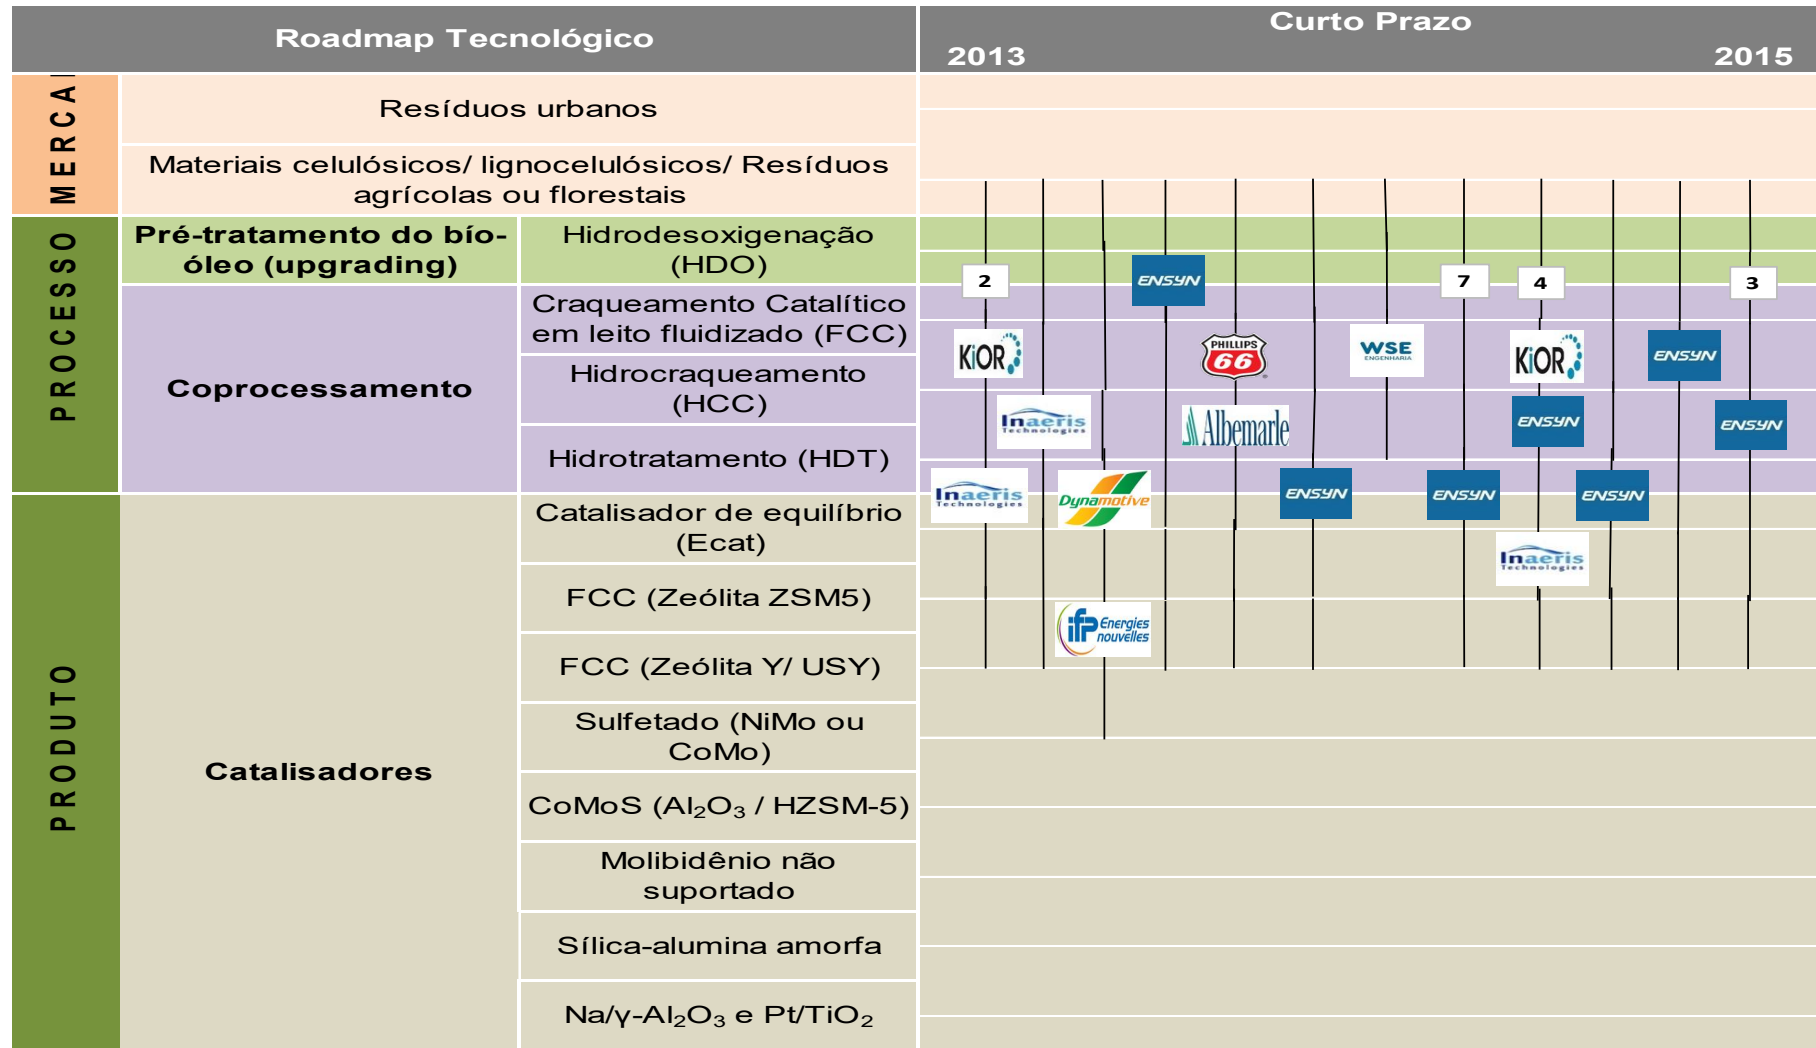 Roadmap Tecnológico
Curto Prazo
2013
2015
MERCA
Resíduos urbanos
Materiais celulósicos/ lignocelulósicos/ Resíduos
agrícolas ou florestais
PROCESSO
Pré-tratamento do bío-
óleo (upgrading)
Hidrodesoxigenação
(HDO)
2
ENSYN
7
4
3
Coprocessamento
Craqueamento Catalítico
em leito fluidizado (FCC)
KiOR
PHILLIPS
66
WSE
ENGENHARIA
KiOR
ENSYN
Hidrocraqueamento
(HCC)
Inaeris
Technologies
Albemarle
ENSYN
ENSYN
Hidrotratamento (HDT)
Inaeris
Technologies
Dynamotive
ENSYN
ENSYN
ENSYN
PRODUTO
Catalisadores
Catalisador de equilíbrio
(Ecat)
Inaeris
Technologies
FCC (Zeólita ZSM5)
ifp Energies
nouvelles
FCC (Zeólita Y/ USY)
Sulfetado (NiMo ou
CoMo)
CoMoS (Al₂O₃ / HZSM-5)
Molibidênio não
suportado
Sílica-alumina amorfa
Na/γ-Al₂O₃ e Pt/TiO₂